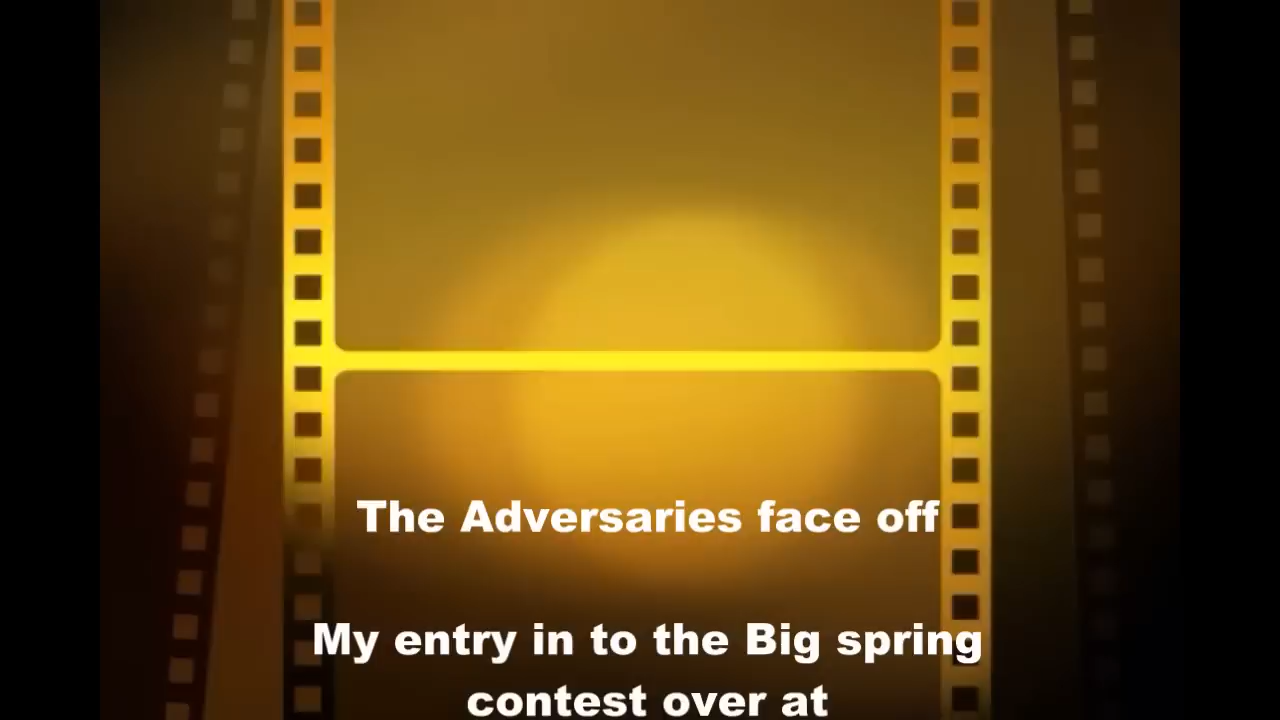 The Adversaries face off
My entry in to the Big spring
contest over at